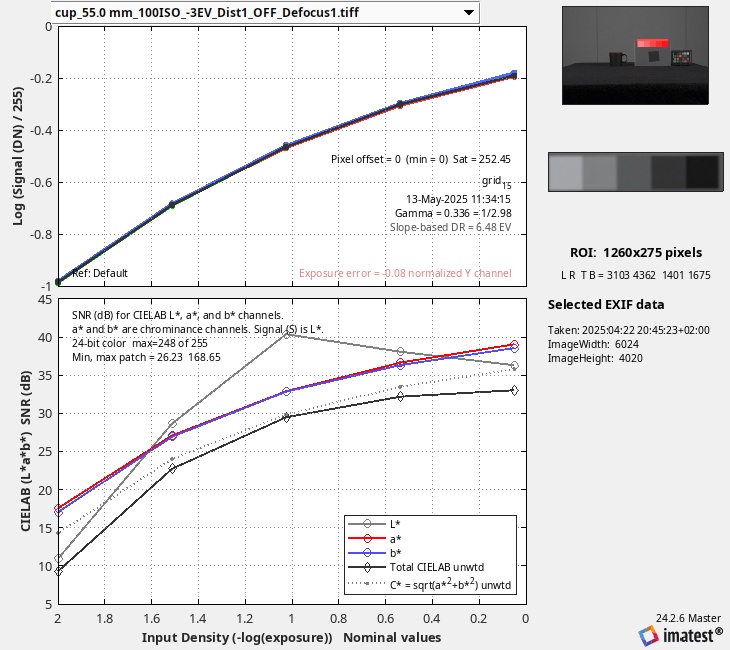 cup_55.0 mm_100ISO_-3EV_Dist1_OFF_Defocus1.tiff
0
-0.2
-0.4
-0.6
-0.8
-1
Log (Signal (DN) / 255)
Pixel offset = 0 (min = 0) Sat = 252.45
grid_15
13-May-2025 11:34:15
Gamma = 0.336 = 1/2.98
Slope-based DR = 6.48 EV
Ref: Default
Exposure error = -0.08 normalized Y channel
45
40
35
30
25
20
15
10
5
CIELAB (L*a*b*) SNR (dB)
SNR (dB) for CIELAB L*, a*, and b* channels.
a* and b* are chrominance channels. Signal (S) is L*.
24-bit color max=248 of 255
Min, max patch = 26.23 168.65
L*
a*
b*
Total CIELAB unwtd
C* = sqrt(a*²+b*²) unwtd
2
1.8
1.6
1.4
1.2
1
0.8
0.6
0.4
0.2
0
Input Density (-log(exposure)) Nominal values
ROI: 1260x275 pixels
L R T B = 3103 4362 1401 1675
Selected EXIF data
Taken: 2025:04:22 20:45:23+02:00
ImageWidth: 6024
ImageHeight: 4020
24.2.6 Master
imatest®